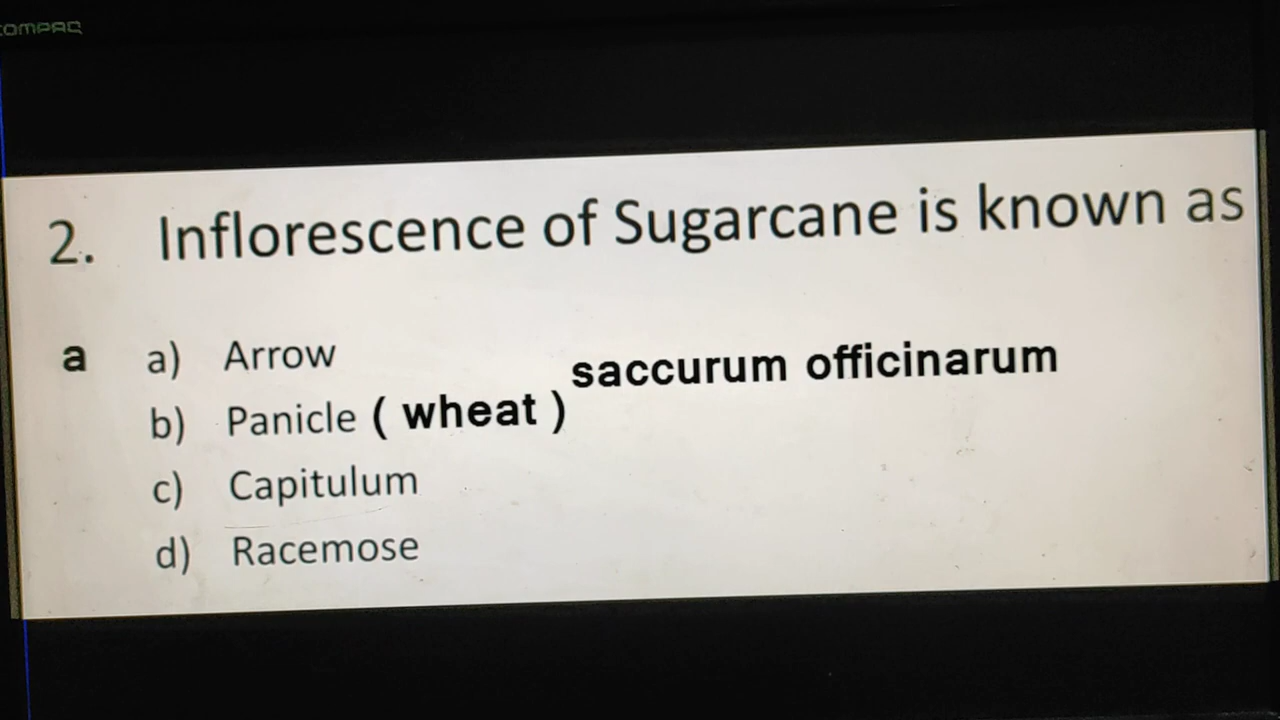 COMPAQ
2. Inflorescence of Sugarcane is known as
a a) Arrow
saccurum officinarum
b) Panicle ( wheat )
c) Capitulum
d) Racemose